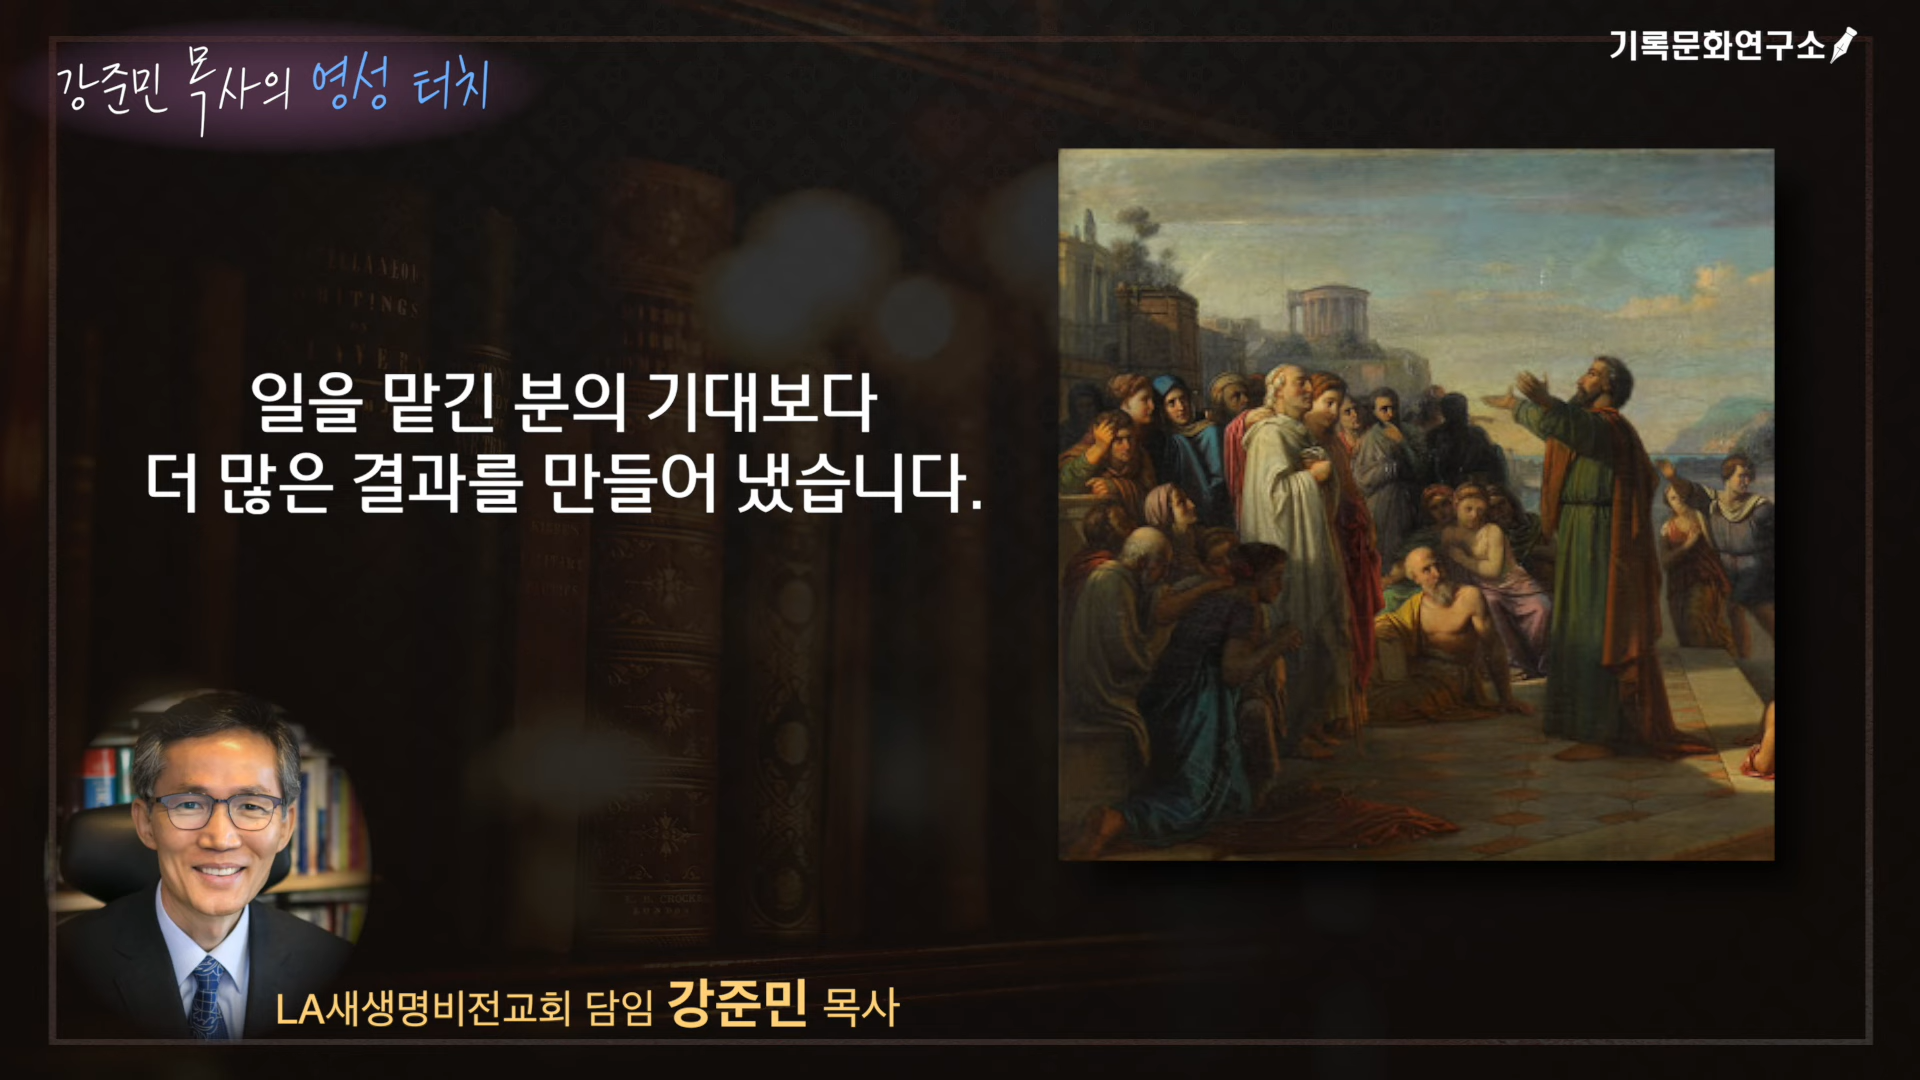 강준민 목사의 영성 터치
기록문화연구소
일을 맡긴 분의 기대보다
더 많은 결과를 만들어 냈습니다.
LA새생명비전교회 담임 강준민 목사